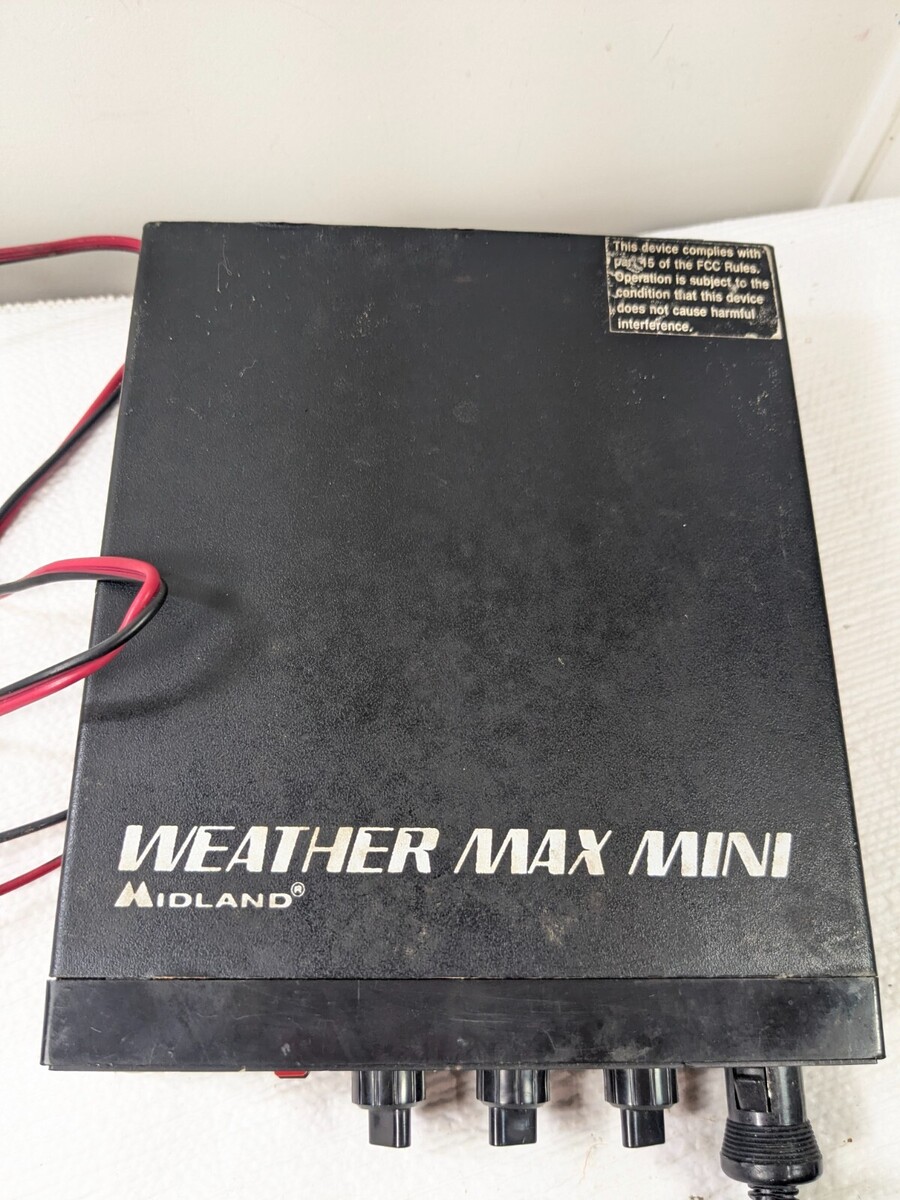 This device complies with
part 15 of the FCC Rules.
Operation is subject to the
condition that this device
does not cause harmful
interference.
WEATHER MAX MINI
MIDLAND®